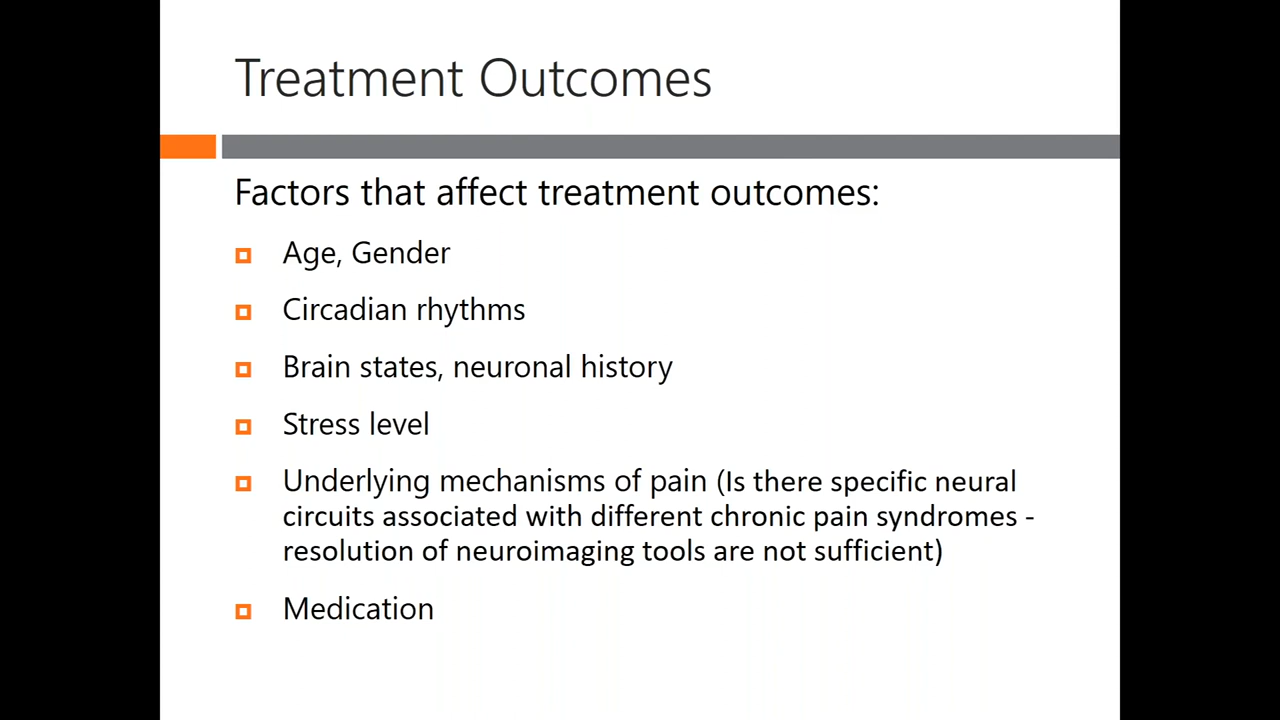 Treatment Outcomes
Factors that affect treatment outcomes:
Age, Gender
Circadian rhythms
Brain states, neuronal history
Stress level
Underlying mechanisms of pain (Is there specific neural
circuits associated with different chronic pain syndromes -
resolution of neuroimaging tools are not sufficient)
Medication